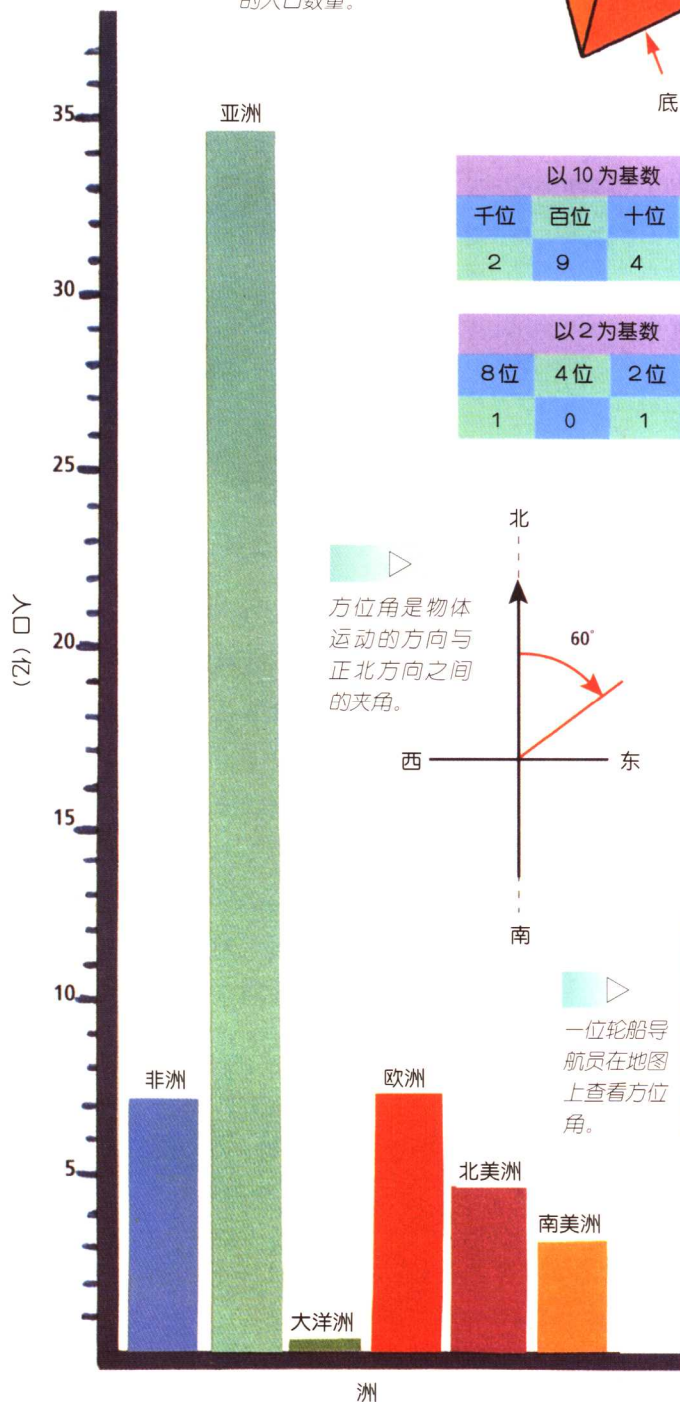 的人口数量。
底
35
30
25
20
15
10
5
人口（亿）
亚洲
非洲
大洋洲
欧洲
北美洲
南美洲
洲
以10为基数
千位 百位 十位
2 9 4
以2为基数
8位 4位 2位
1 0 1
方位角是物体
运动的方向与
正北方向之间
的夹角。
北
60°
西
东
南
一位轮船导
航员在地图
上查看方位
角。